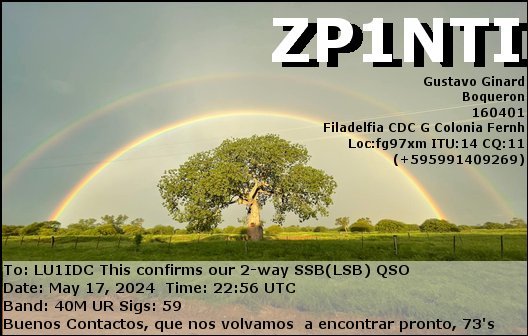 ZP1NTI
Gustavo Ginard
Boqueron
160401
Filadelfia CDC G Colonia Fernh
Loc:fg97xm ITU:14 CQ:11
(+595991409269)
To: LU1IDC This confirms our 2-way SSB(LSB) QSO
Date: May 17, 2024 Time: 22:56 UTC
Band: 40M UR Sigs: 59
Buenos Contactos, que nos volvamos a encontrar pronto, 73's